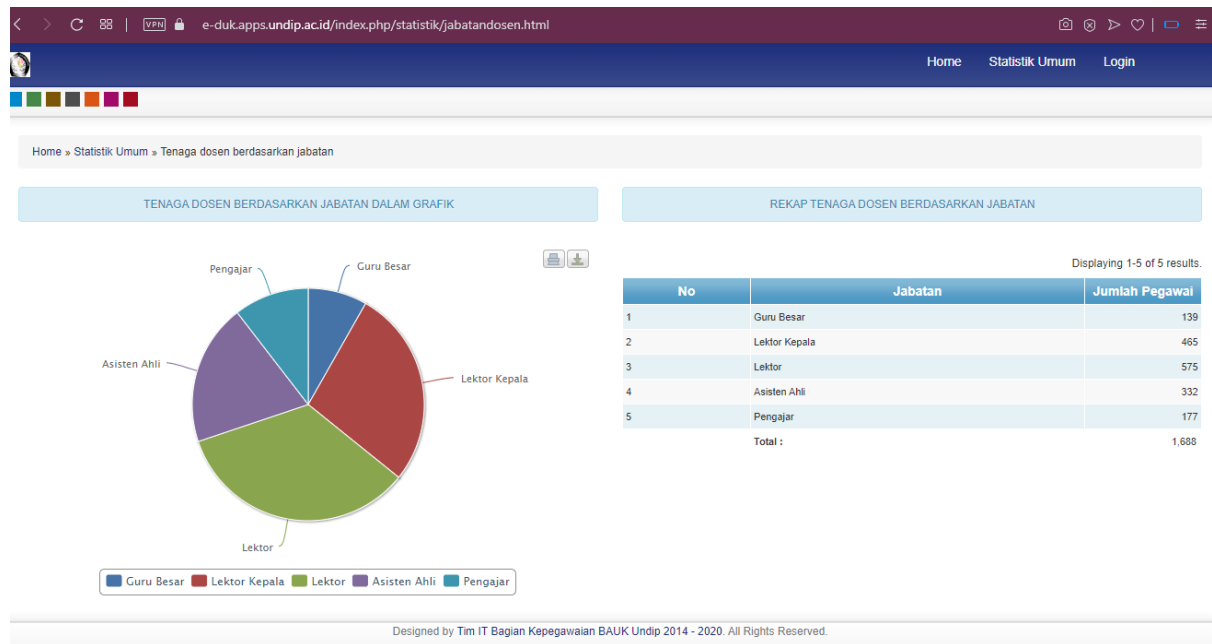 VPN e-duk.apps.undip.ac.id/index.php/statistik/jabatandosen.html
Home Statistik Umum Login
Home » Statistik Umum » Tenaga dosen berdasarkan jabatan
TENAGA DOSEN BERDASARKAN JABATAN DALAM GRAFIK
Pengajar
Guru Besar
Asisten Ahli
Lektor Kepala
Lektor
Guru Besar Lektor Kepala Lektor Asisten Ahli Pengajar
REKAP TENAGA DOSEN BERDASARKAN JABATAN
Displaying 1-5 of 5 results.
No Jabatan Jumlah Pegawai
1 Guru Besar 139
2 Lektor Kepala 465
3 Lektor 575
4 Asisten Ahli 332
5 Pengajar 177
Total : 1,688
Designed by Tim IT Bagian Kepegawaian BAUK Undip 2014 - 2020. All Rights Reserved.